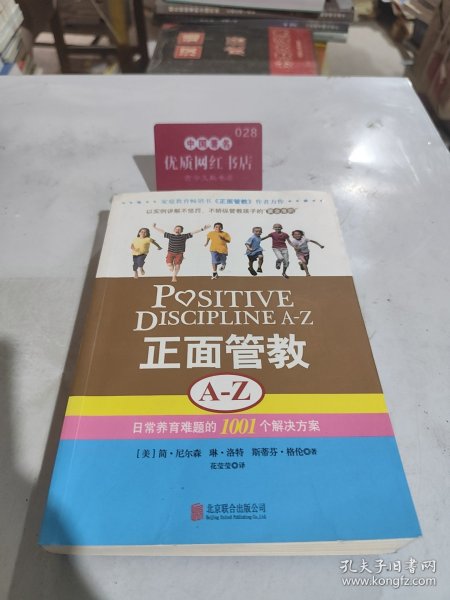 028
中国著名
优质网红书店
家庭教育畅销书《正面管教》作者力作
以实例讲解不惩罚、不娇纵管教孩子的“黄金准则”
POSITIVE
DISCIPLINE A-Z
正面管教
A-Z
日常养育难题的1001个解决方案
［美］简·尼尔森 琳·洛特 斯蒂芬·格伦◎著
花莹莹◎译
北京联合出版公司
Beijing United Publishing Co.,Ltd.
孔夫子旧书网
www.kongfz.com